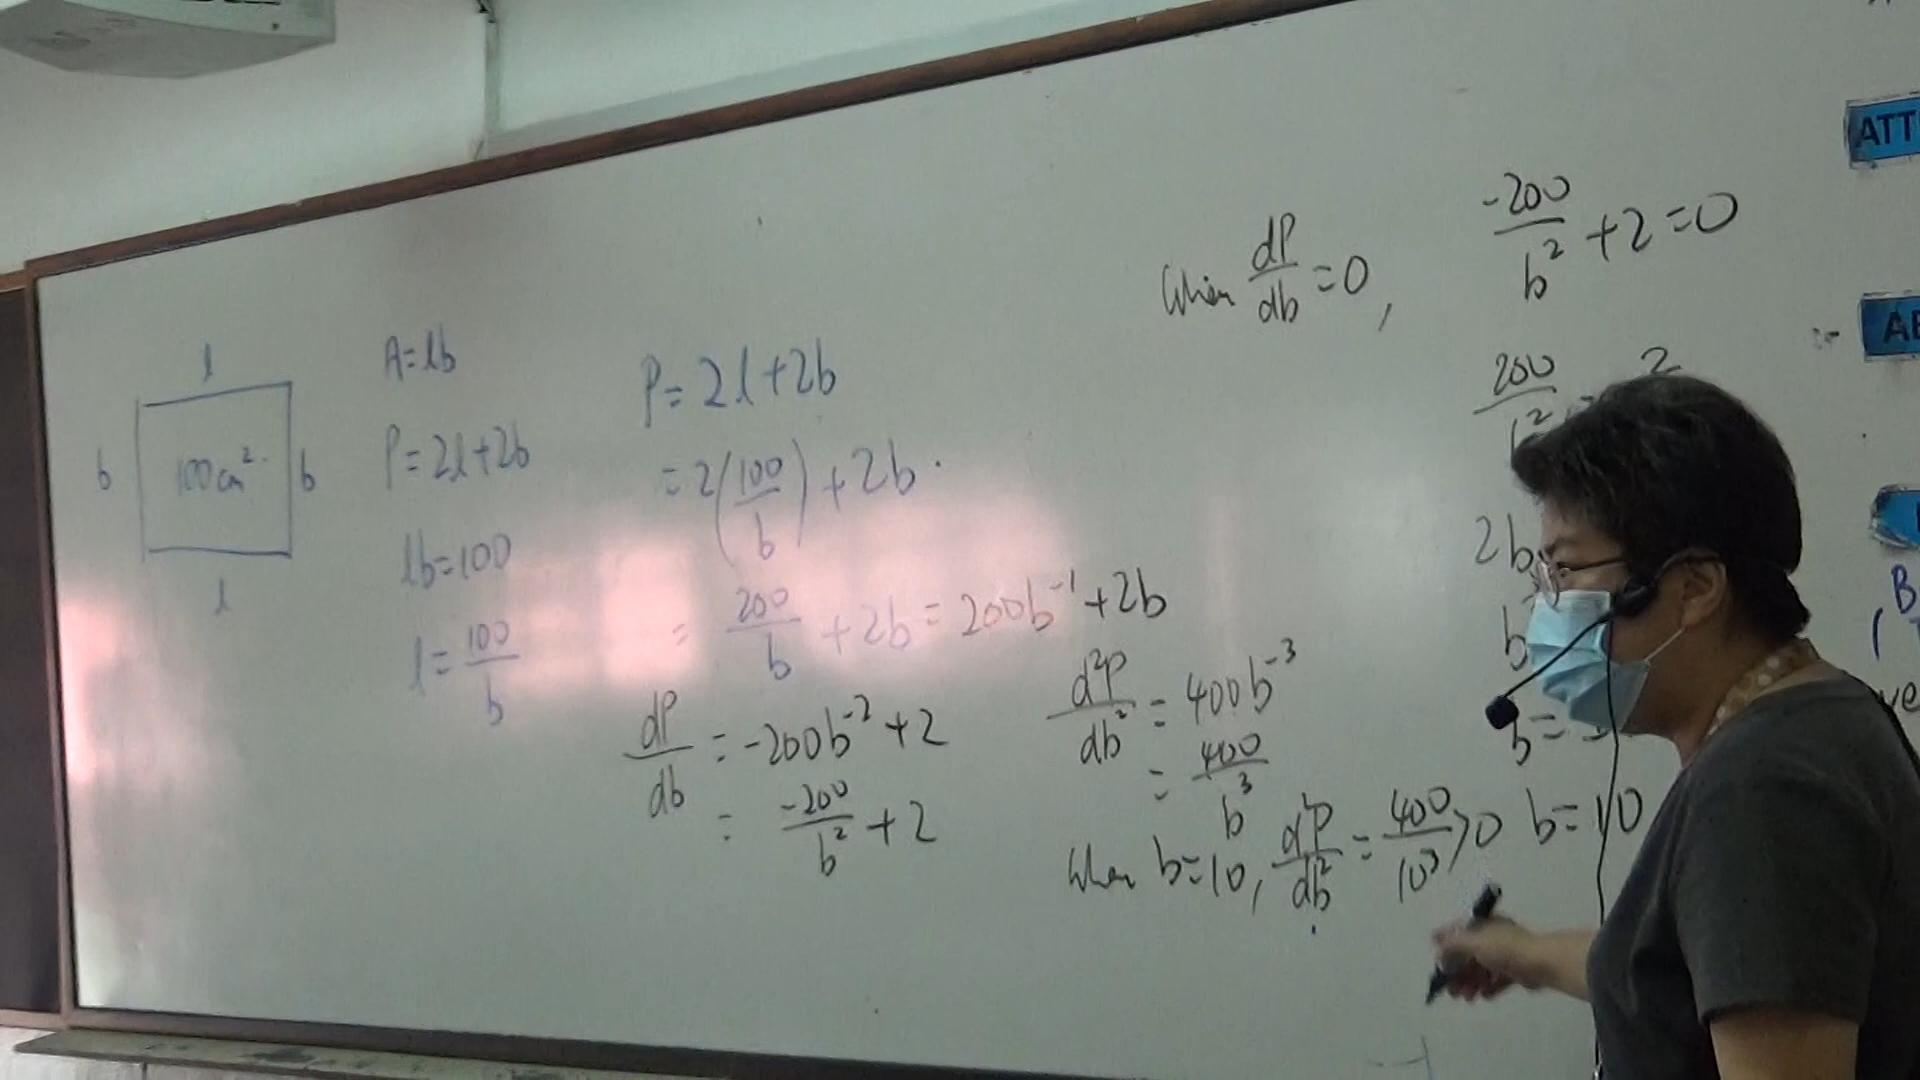 l
b
100cm²
b
l
A=lb
P=2l+2b
lb=100
l=100/b
P=2l+2b
=2(100/b)+2b
=200/b+2b=200b⁻¹+2b
dP/db=-200b⁻²+2
=-200/b²+2
d²P/db²=400b⁻³
=400/b³
When b=10, d²P/db²=400/10³>0
When dP/db=0,
-200/b²+2=0
200
2
2b
b
b=
b=10
ATT